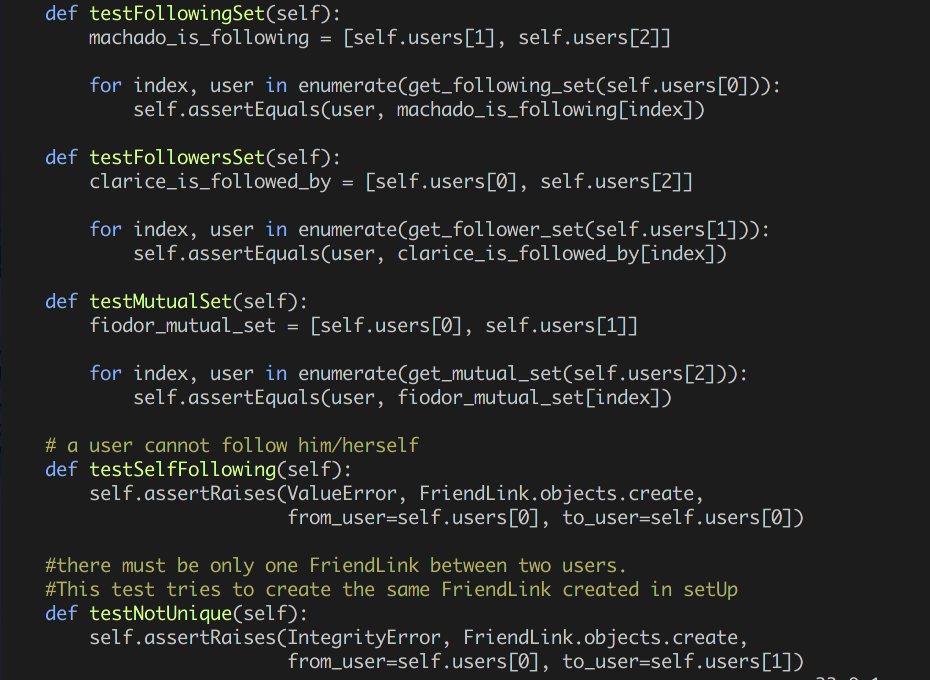 def testFollowingSet(self):
    machado_is_following = [self.users[1], self.users[2]]

    for index, user in enumerate(get_following_set(self.users[0])):
        self.assertEquals(user, machado_is_following[index])

def testFollowersSet(self):
    clarice_is_followed_by = [self.users[0], self.users[2]]

    for index, user in enumerate(get_follower_set(self.users[1])):
        self.assertEquals(user, clarice_is_followed_by[index])

def testMutualSet(self):
    fiodor_mutual_set = [self.users[0], self.users[1]]

    for index, user in enumerate(get_mutual_set(self.users[2])):
        self.assertEquals(user, fiodor_mutual_set[index])

# a user cannot follow him/herself
def testSelfFollowing(self):
    self.assertRaises(ValueError, FriendLink.objects.create,
                      from_user=self.users[0], to_user=self.users[0])

#there must be only one FriendLink between two users.
#This test tries to create the same FriendLink created in setUp
def testNotUnique(self):
    self.assertRaises(IntegrityError, FriendLink.objects.create,
                      from_user=self.users[0], to_user=self.users[1])